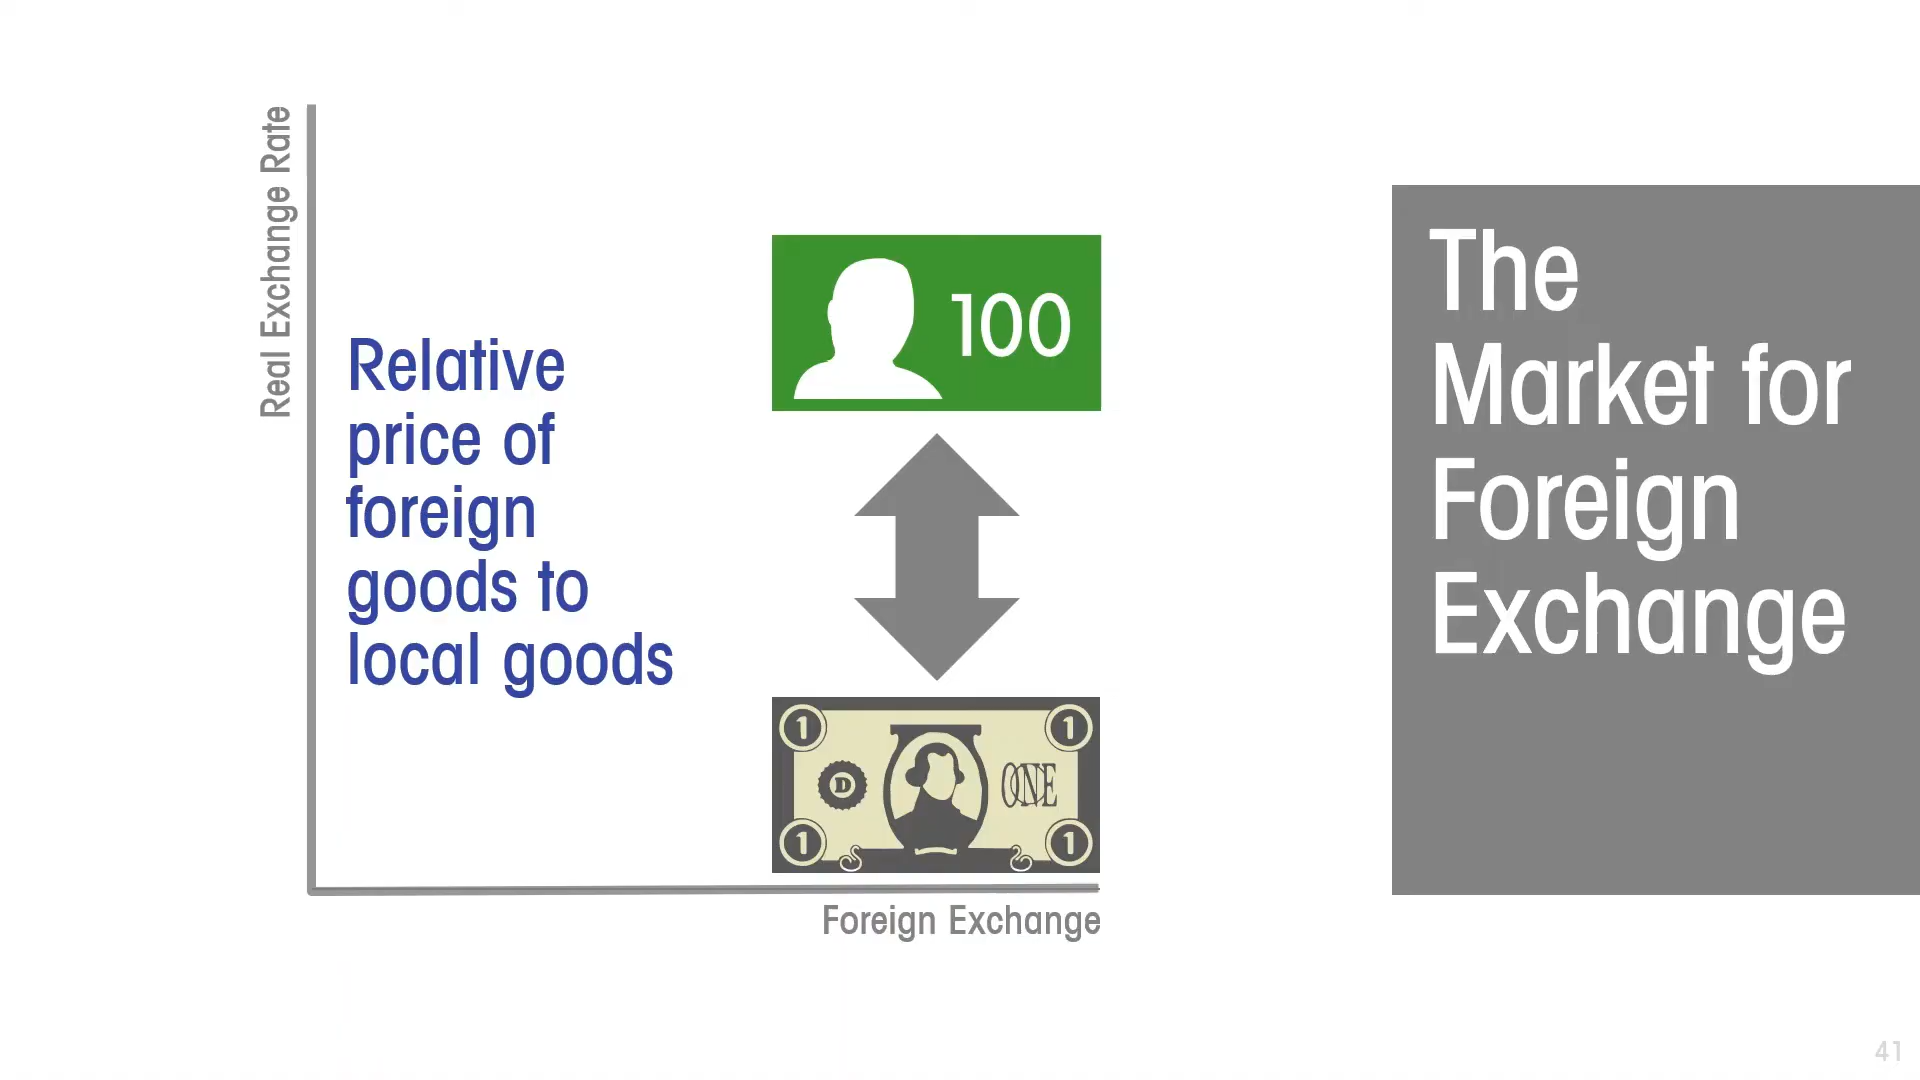 Real Exchange Rate
Relative
price of
foreign
goods to
local goods
100
1
1
D
ONE
1
1
Foreign Exchange
The
Market for
Foreign
Exchange
41